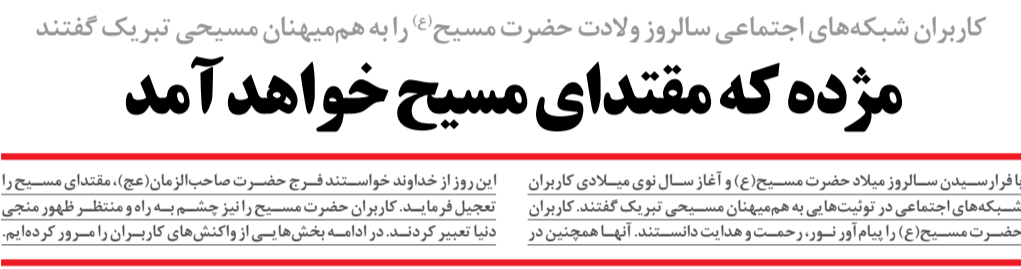 کاربران شبکه‌های اجتماعی سالروز ولادت حضرت مسیح(ع) را به هم‌میهنان مسیحی تبریک گفتند
مژده که مقتدای مسیح خواهد آمد
با فرارسیدن سالروز میلاد حضرت مسیح(ع) و آغاز سال نوی میلادی کاربران
شبکه‌های اجتماعی در توئیت‌هایی به هم‌میهنان مسیحی تبریک گفتند. کاربران
حضرت مسیح(ع) را پیام‌آور نور، رحمت و هدایت دانستند. آنها همچنین در
این روز از خداوند خواستند فرج حضرت صاحب‌الزمان(عج)، مقتدای مسیح را
تعجیل فرماید. کاربران حضرت مسیح را نیز چشم به راه و منتظر ظهور منجی
دنیا تعبیر کردند. در ادامه بخش‌هایی از واکنش‌های کاربران را مرور کرده‌ایم.